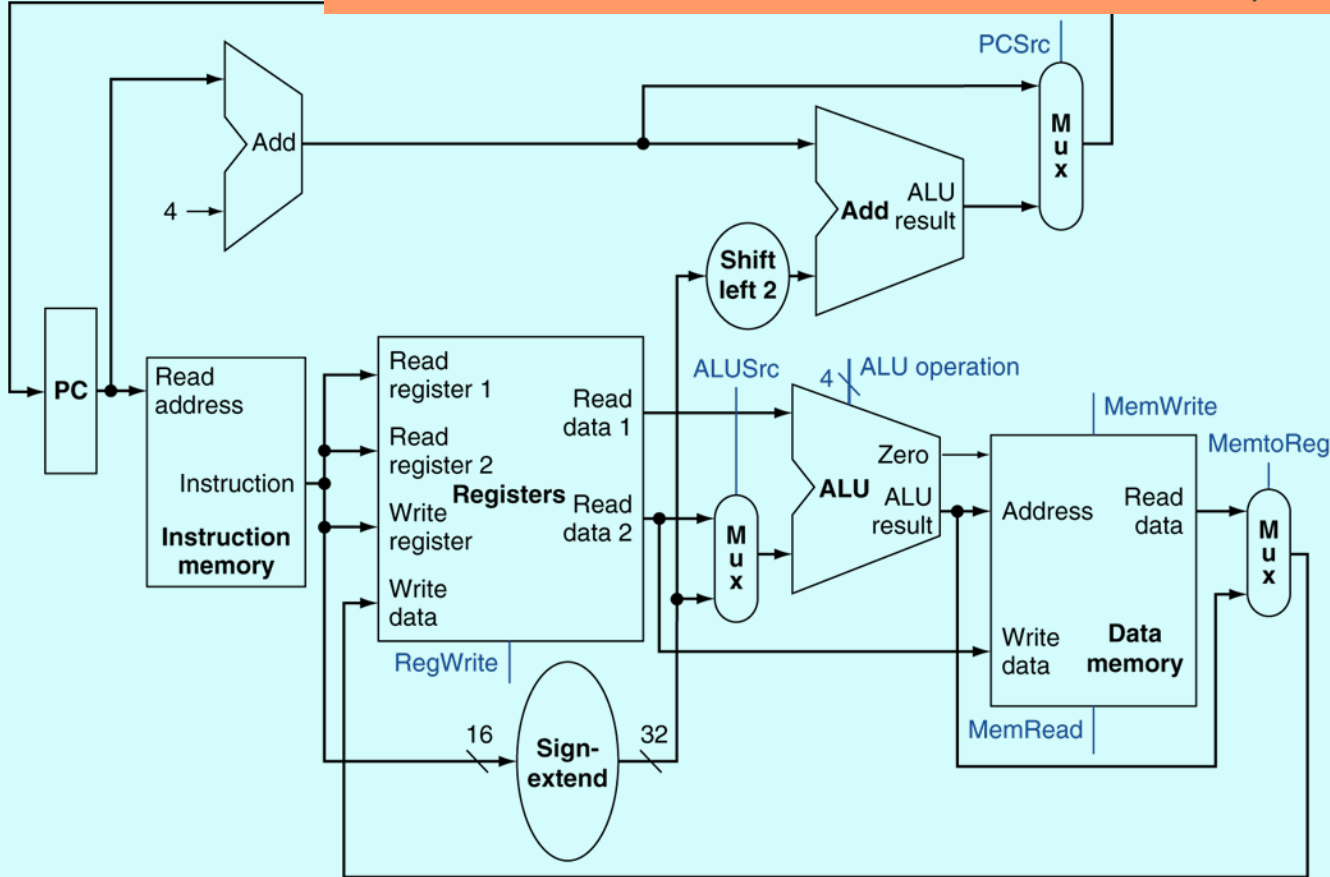 PCSrc
Add
4
M
u
x
Add
ALU
result
Shift
left 2
PC
Read
address
Instruction
Instruction
memory
Read
register 1
Read
register 2
Write
register
Write
data
Registers
Read
data 1
Read
data 2
RegWrite
16
Sign-
extend
32
ALUSrc
M
u
x
4
ALU operation
Zero
ALU
ALU
result
MemWrite
Address
Read
data
Write
data
Data
memory
MemRead
MemtoReg
M
u
x